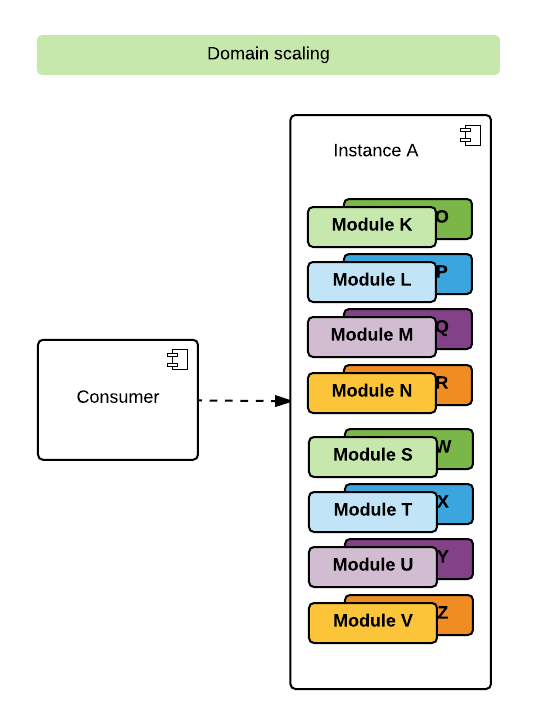 Domain scaling
Instance A
Module K
O
Module L
P
Module M
Q
Module N
R
Consumer
Module S
W
Module T
X
Module U
Y
Module V
Z